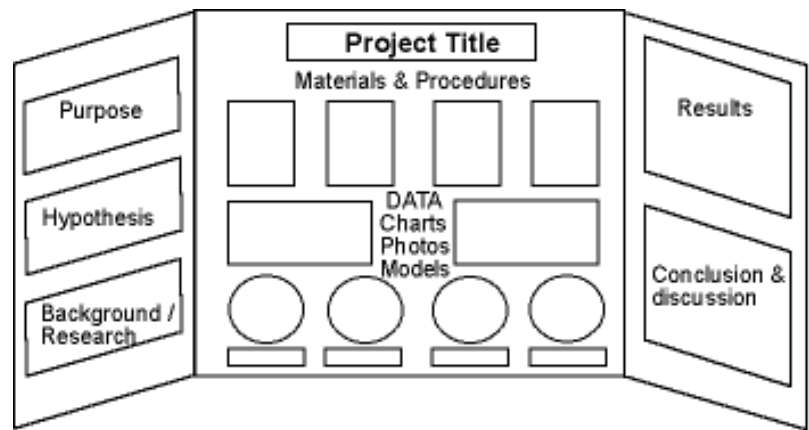 Project Title
Materials & Procedures
Purpose
Hypothesis
Background /
Research
DATA
Charts
Photos
Models
Results
Conclusion &
discussion